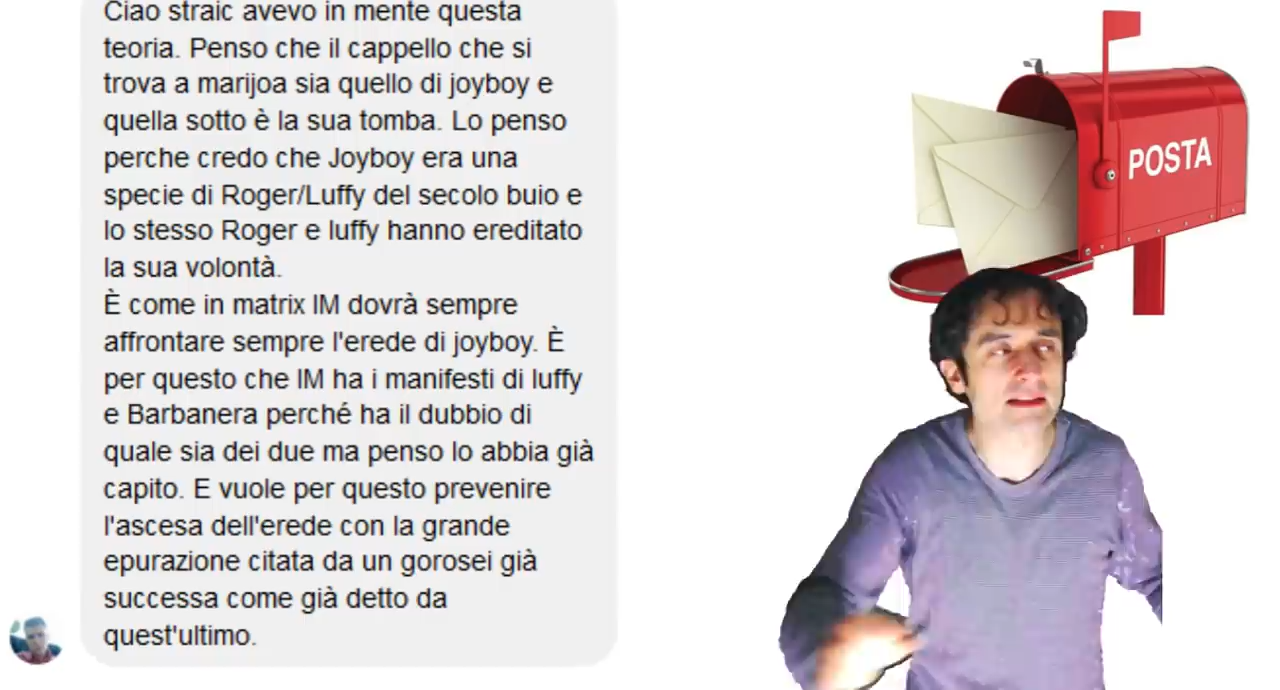 Ciao straic avevo in mente questa
teoria. Penso che il cappello che si
trova a marijoa sia quello di joyboy e
quella sotto è la sua tomba. Lo penso
perche credo che Joyboy era una
specie di Roger/Luffy del secolo buio e
lo stesso Roger e luffy hanno ereditato
la sua volontà.
È come in matrix IM dovrà sempre
affrontare sempre l'erede di joyboy. È
per questo che IM ha i manifesti di luffy
e Barbanera perché ha il dubbio di
quale sia dei due ma penso lo abbia già
capito. E vuole per questo prevenire
l'ascesa dell'erede con la grande
epurazione citata da un gorosei già
successa come già detto da
quest'ultimo.
POSTA